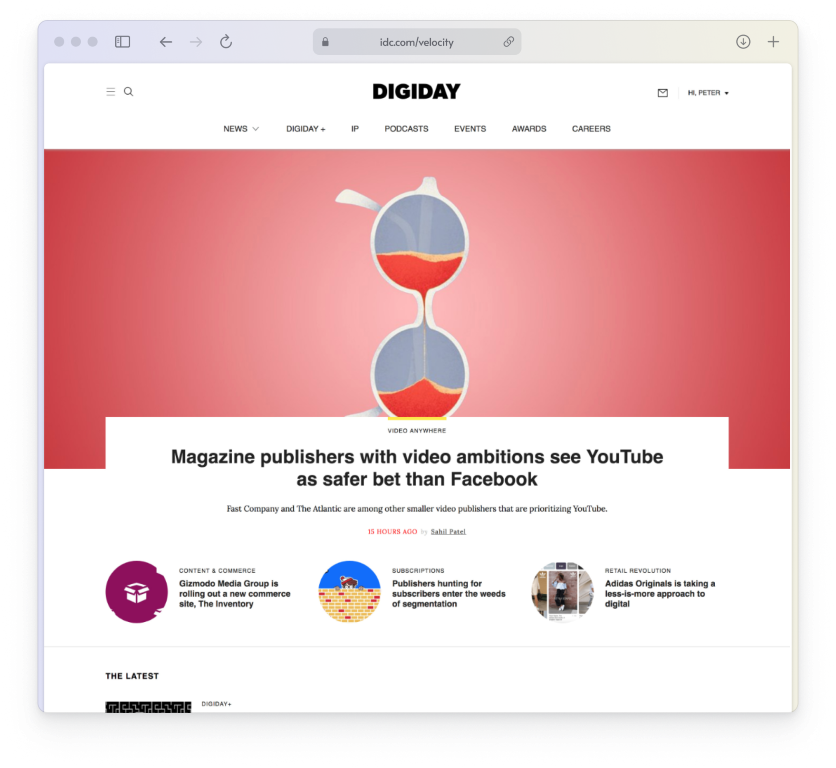 idc.com/velocity
DIGIDAY
HI, PETER
NEWS DIGIDAY + IP PODCASTS EVENTS AWARDS CAREERS
VIDEO ANYWHERE
Magazine publishers with video ambitions see YouTube
as safer bet than Facebook
Fast Company and The Atlantic are among other smaller video publishers that are prioritizing YouTube.
15 HOURS AGO by Sahil Patel
CONTENT & COMMERCE
Gizmodo Media Group is
rolling out a new commerce
site, The Inventory
SUBSCRIPTIONS
Publishers hunting for
subscribers enter the weeds
of segmentation
RETAIL REVOLUTION
Adidas Originals is taking a
less-is-more approach to
digital
THE LATEST
DIGIDAY+